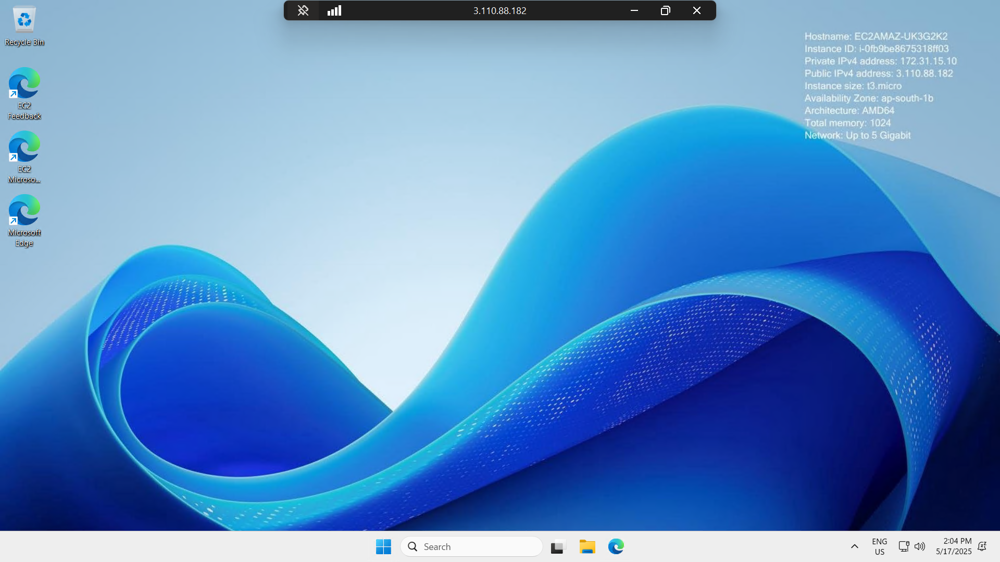 3.110.88.182
Recycle Bin
EC2
Feedback
EC2
Microso...
Microsoft
Edge
Hostname: EC2AMAZ-UK3G2K2
Instance ID: i-0fb9be8675318ff03
Private IPv4 address: 172.31.15.10
Public IPv4 address: 3.110.88.182
Instance size: t3.micro
Availability Zone: ap-south-1b
Architecture: AMD64
Total memory: 1024
Network: Up to 5 Gigabit
Search
ENG
US
2:04 PM
5/17/2025